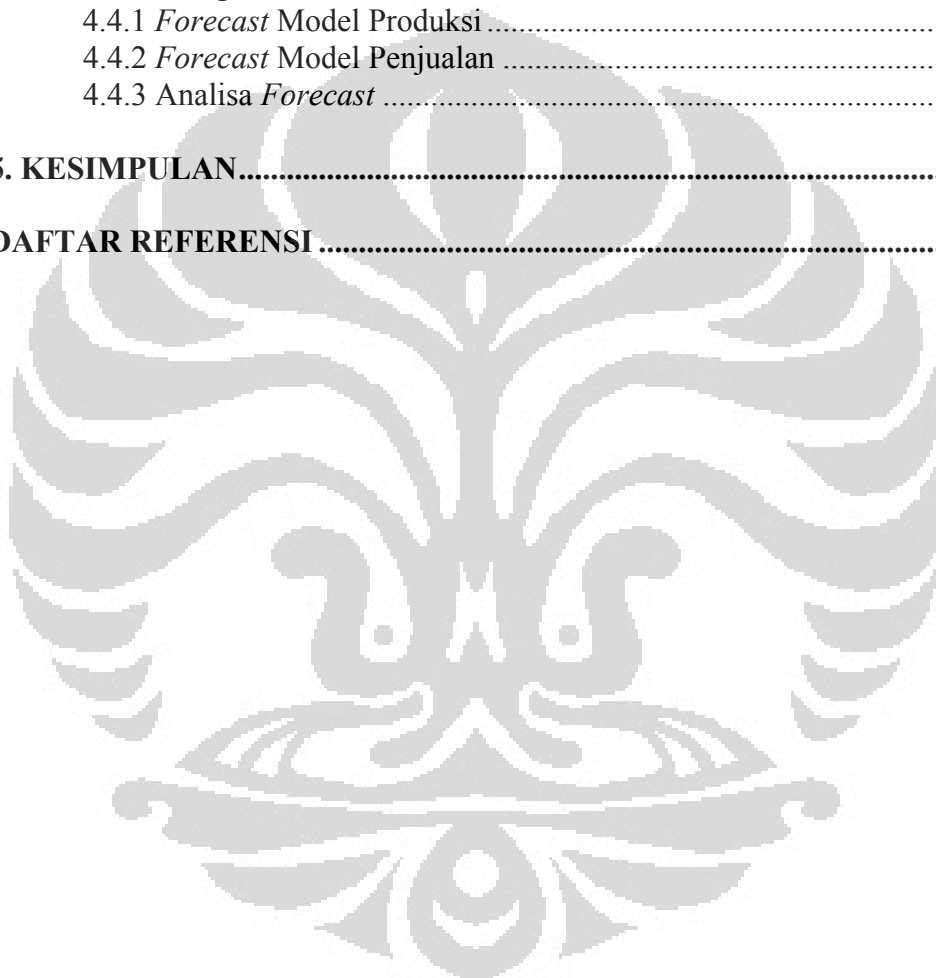 4.4.1 Forecast Model Produksi ........................................................
4.4.2 Forecast Model Penjualan ......................................................
4.4.3 Analisa Forecast .....................................................................
5. KESIMPULAN.....................................................................................
DAFTAR REFERENSI ...........................................................................